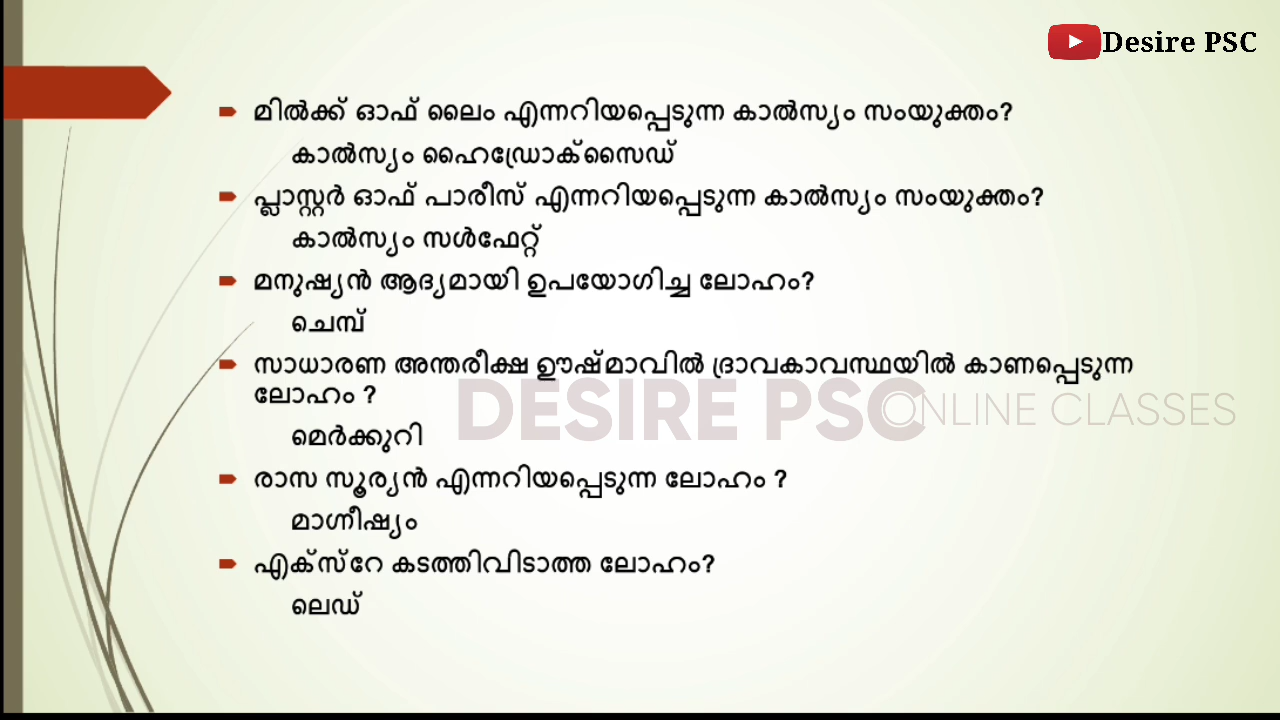 Desire PSC
മിൽക്ക് ഓഫ് ലൈം എന്നറിയപ്പെടുന്ന കാൽസ്യം സംയുക്തം?
കാൽസ്യം ഹൈഡ്രോക്സൈഡ്
പ്ലാസ്റ്റർ ഓഫ് പാരീസ് എന്നറിയപ്പെടുന്ന കാൽസ്യം സംയുക്തം?
കാൽസ്യം സൾഫേറ്റ്
മനുഷ്യൻ ആദ്യമായി ഉപയോഗിച്ച ലോഹം?
ചെമ്പ്
സാധാരണ അന്തരീക്ഷ ഊഷ്മാവിൽ ദ്രാവകാവസ്ഥയിൽ കാണപ്പെടുന്ന
ലോഹം ?
DESIRE PSC ONLINE CLASSES
മെർക്കുറി
രാസ സൂര്യൻ എന്നറിയപ്പെടുന്ന ലോഹം ?
മാഗ്നീഷ്യം
എക്സ്റേ കടത്തിവിടാത്ത ലോഹം?
ലെഡ്